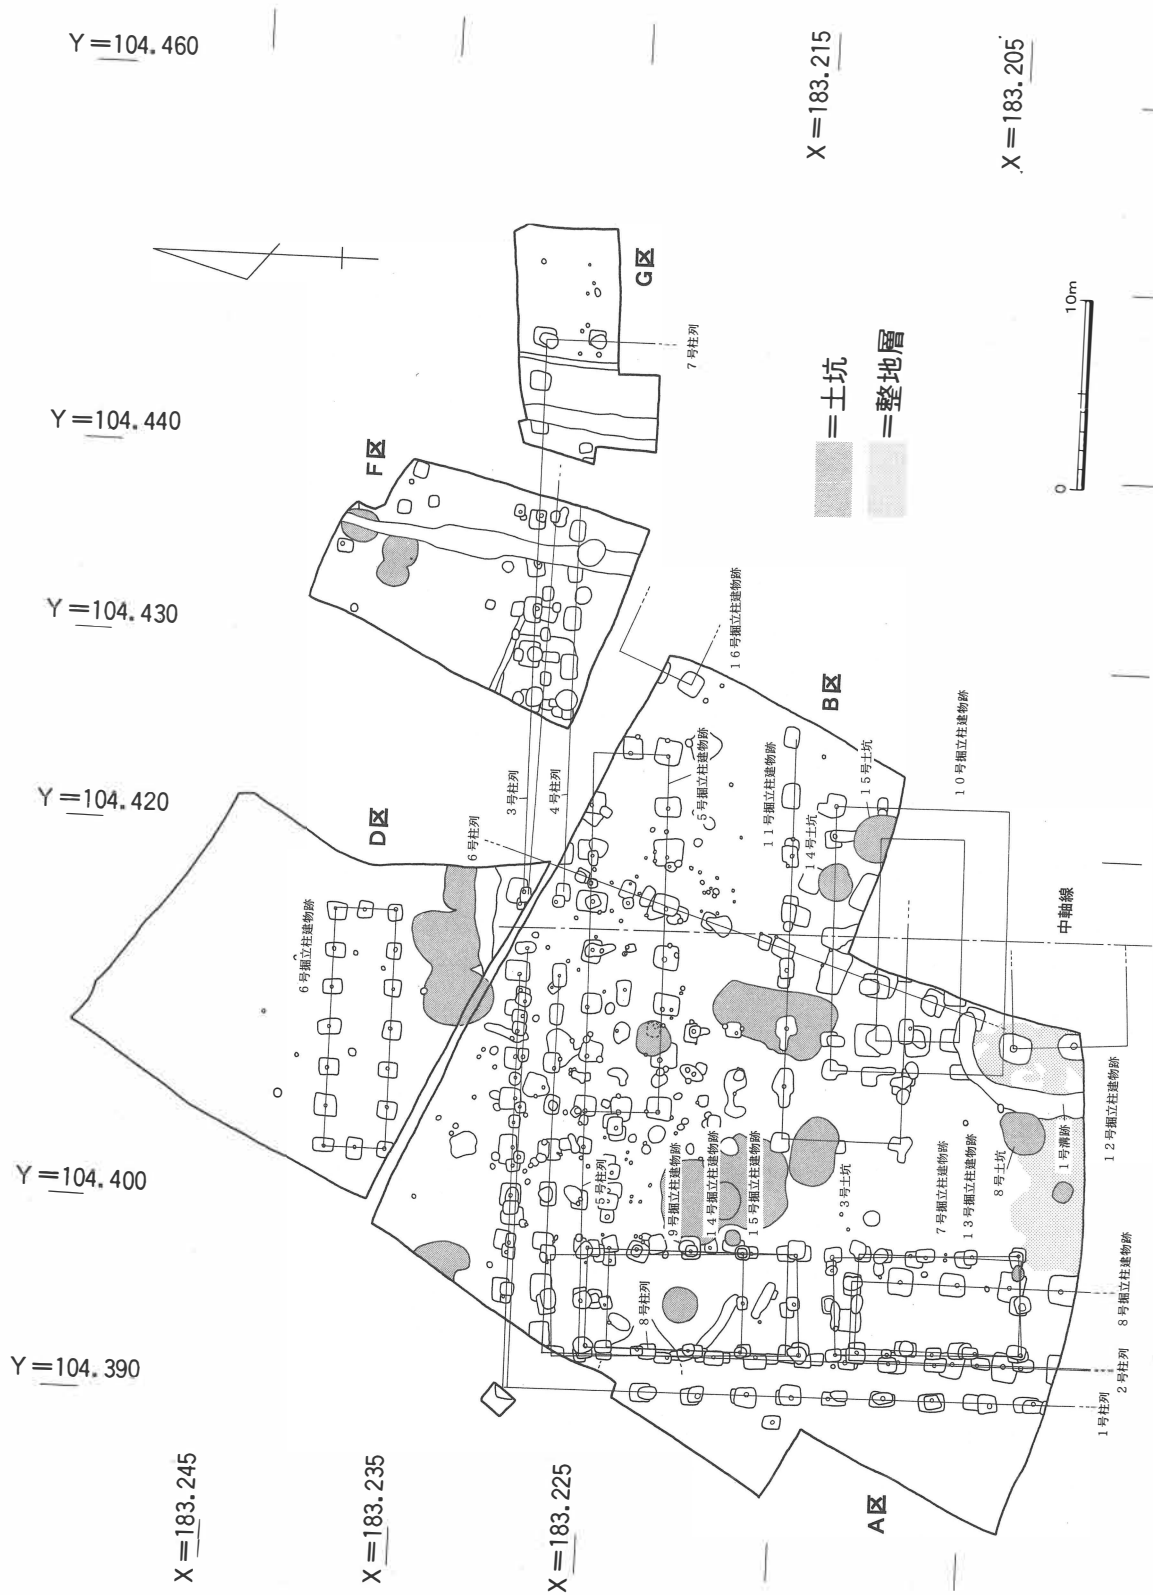 Y=104.460
X=183.215
X=183.205
G区
7号柱列
10m
0
=土坑
=整地層
Y=104.440
F区
Y=104.430
16号掘立柱建物跡
B区
Y=104.420
D区
3号柱列
4号柱列
6号柱列
5号掘立柱建物跡
11号掘立柱建物跡
14号土坑
15号土坑
10号掘立柱建物跡
6号掘立柱建物跡
中軸線
Y=104.400
5号柱列
9号掘立柱建物跡
14号掘立柱建物跡
15号掘立柱建物跡
3号土坑
7号掘立柱建物跡
13号掘立柱建物跡
8号土坑
1号溝跡
12号掘立柱建物跡
8号柱列
8号掘立柱建物跡
2号柱列
1号柱列
Y=104.390
A区
X=183.245
X=183.235
X=183.225